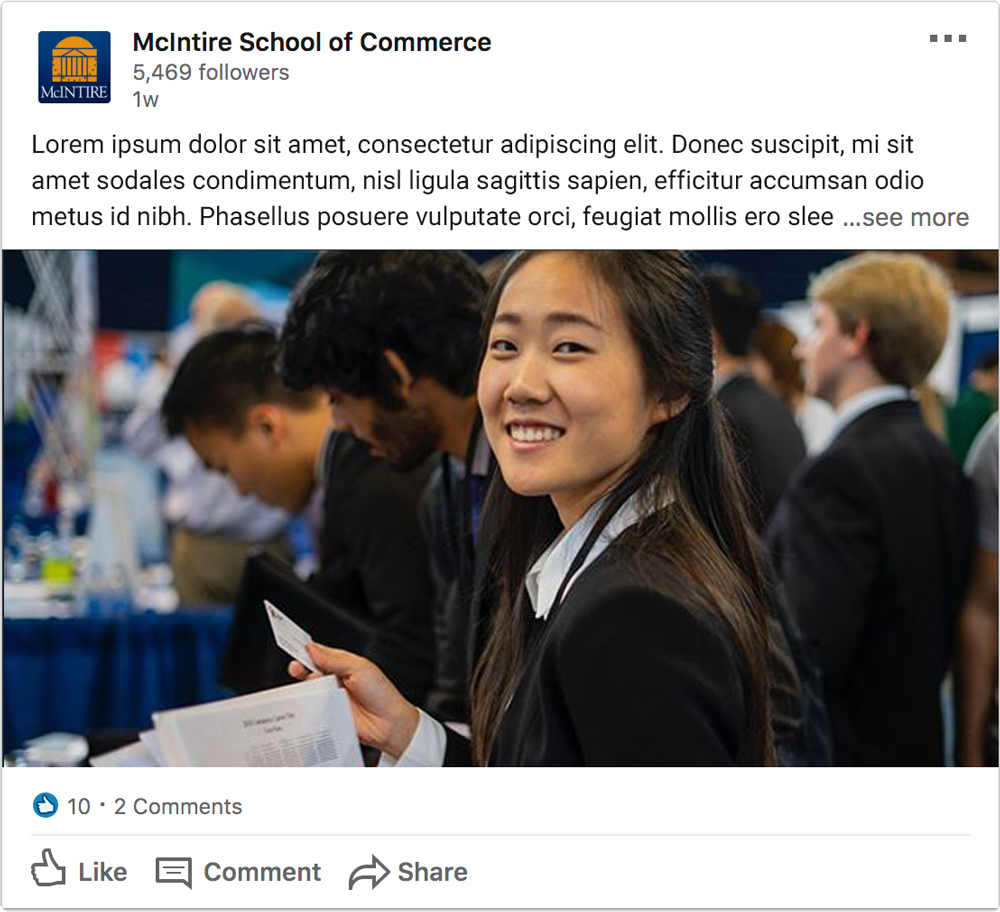 McINTIRE
McIntire School of Commerce
5,469 followers
1w
Lorem ipsum dolor sit amet, consectetur adipiscing elit. Donec suscipit, mi sit
amet sodales condimentum, nisl ligula sagittis sapien, efficitur accumsan odio
metus id nibh. Phasellus posuere vulputate orci, feugiat mollis ero slee ...see more
10 · 2 Comments
Like Comment Share